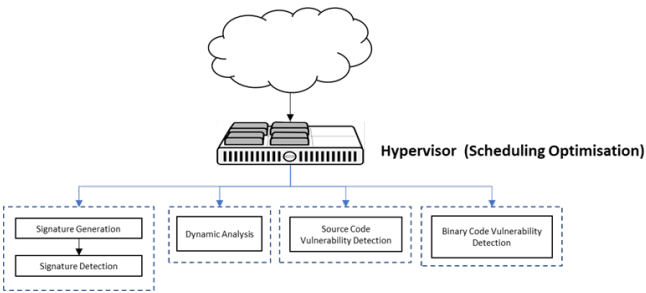 Hypervisor (Scheduling Optimisation)
Signature Generation
Signature Detection
Dynamic Analysis
Source Code
Vulnerability Detection
Binary Code Vulnerability
Detection